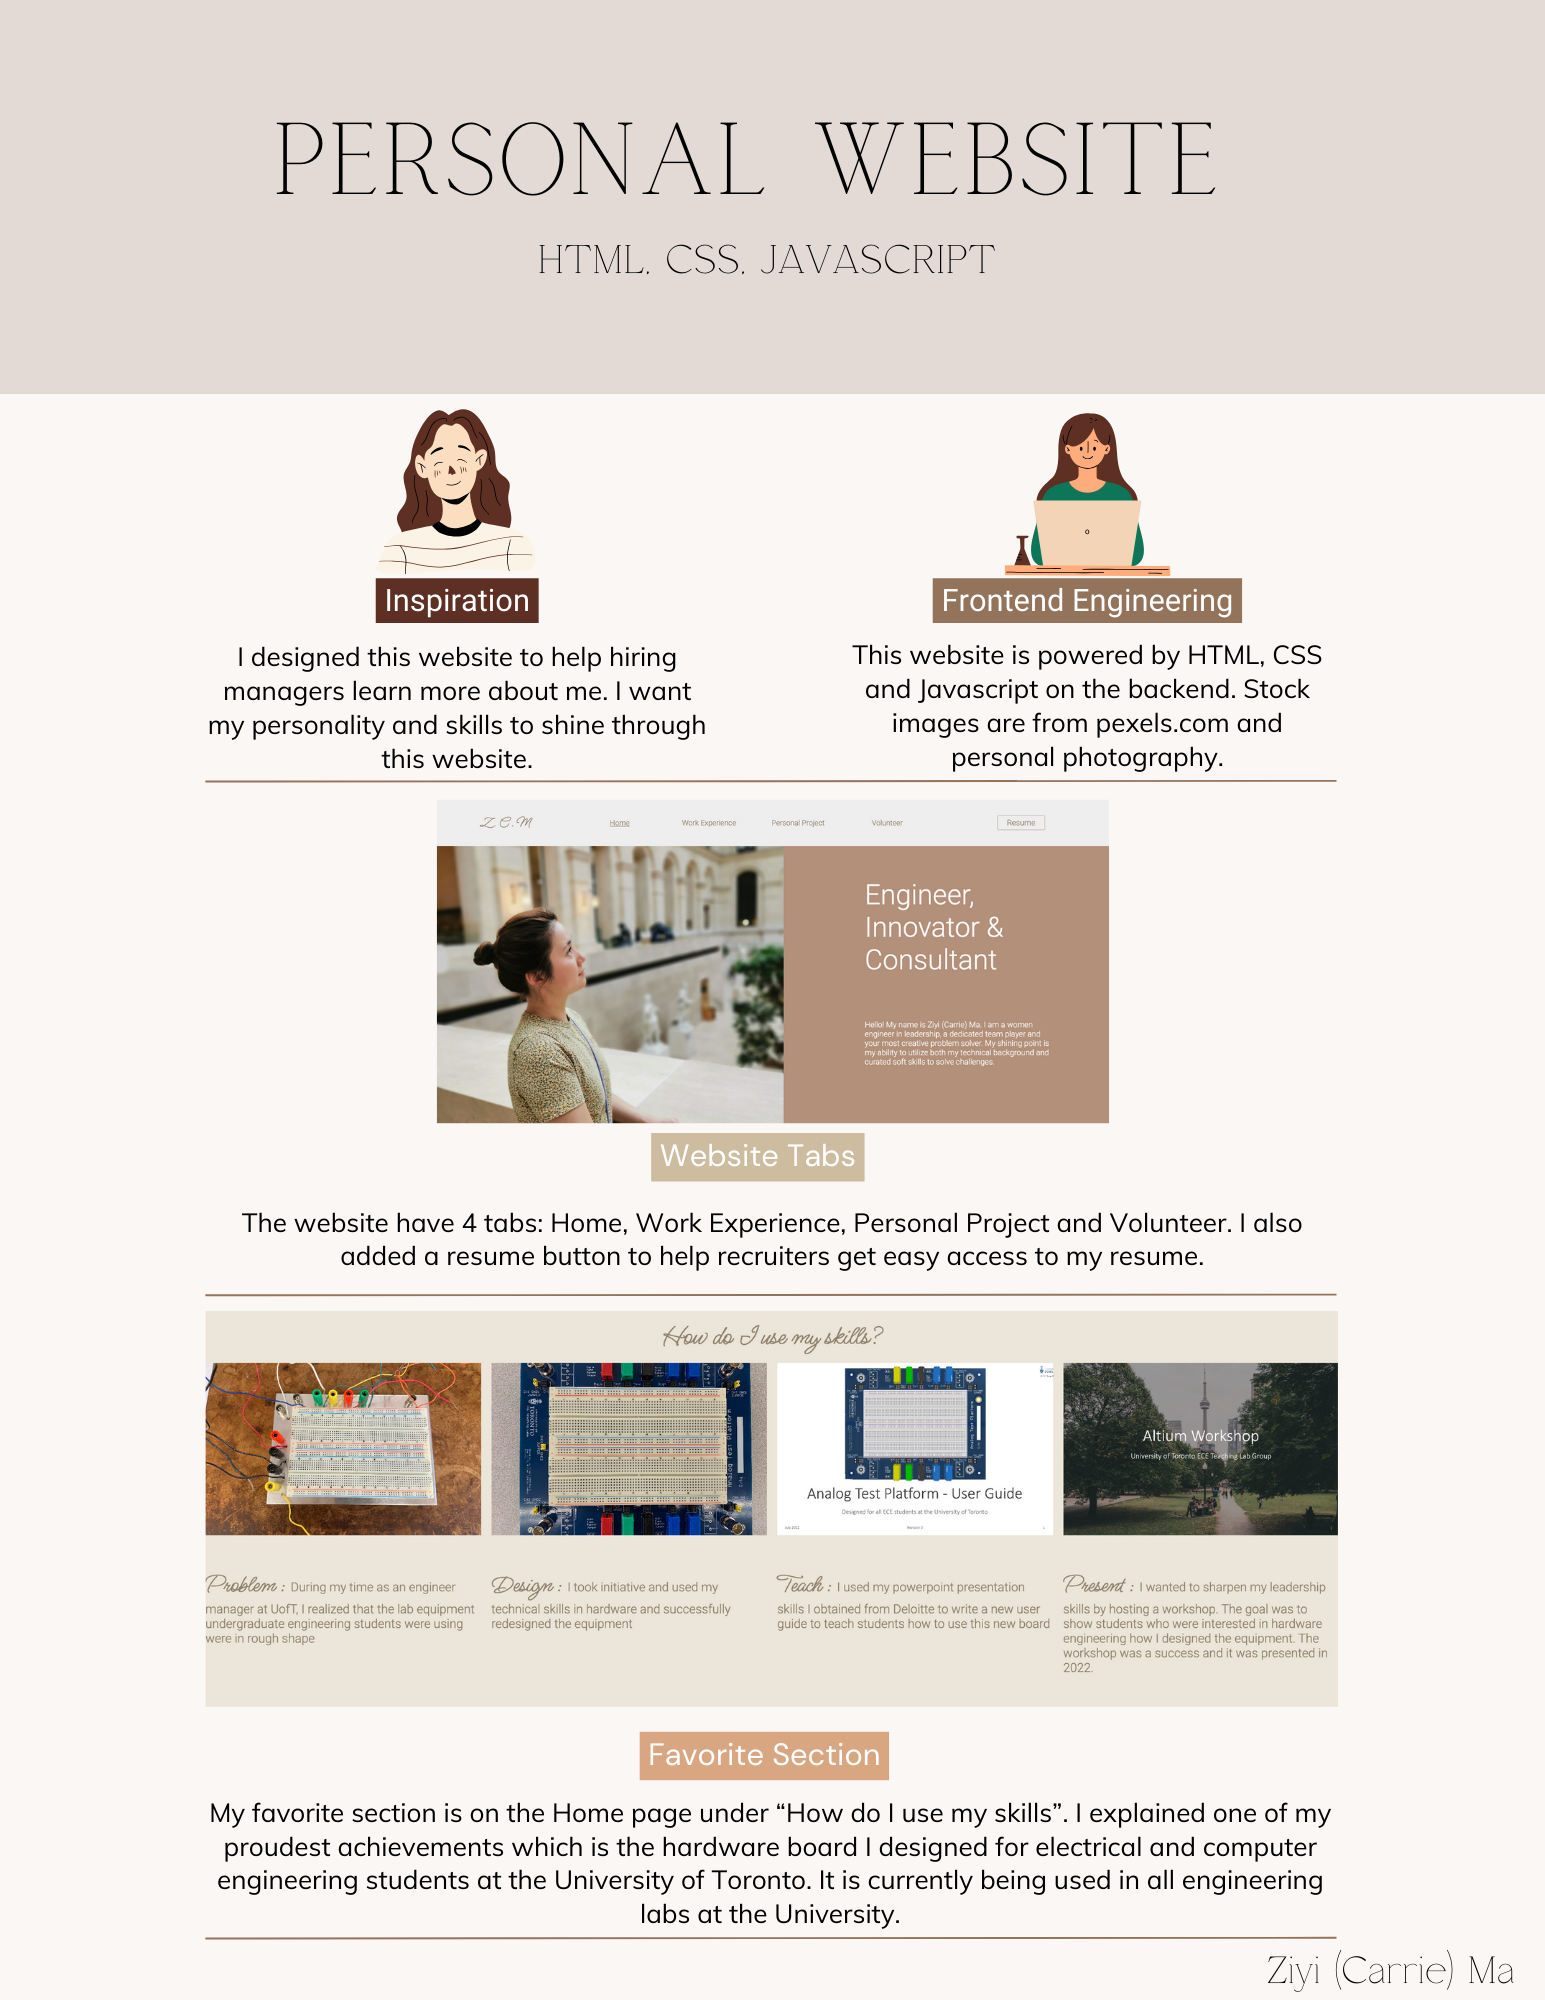 PERSONAL WEBSITE
HTML, CSS, JAVASCRIPT
Inspiration
I designed this website to help hiring
managers learn more about me. I want
my personality and skills to shine through
this website.
Frontend Engineering
This website is powered by HTML, CSS
and Javascript on the backend. Stock
images are from pexels.com and
personal photography.
Z.C.M
Home
Work Experience
Personal Project
Volunteer
Resume
Engineer,
Innovator &
Consultant
Hello! My name is Ziyi (Carrie) Ma. I am a women
engineer in leadership, a dedicated team player and
your most creative problem solver. My shining point is
my ability to utilize both my technical background and
curated soft skills to solve challenges.
Website Tabs
The website have 4 tabs: Home, Work Experience, Personal Project and Volunteer. I also
added a resume button to help recruiters get easy access to my resume.
How do I use my skills?
Analog Test Platform
Analog Test Platform - User Guide
Designed for all ECE students at the University of Toronto
July 2022
Version 3
1
Altium Workshop
University of Toronto ECE Teaching Lab Group
Problem : During my time as an engineer
manager at UofT, I realized that the lab equipment
undergraduate engineering students were using
were in rough shape
Design : I took initiative and used my
technical skills in hardware and successfully
redesigned the equipment
Teach : I used my powerpoint presentation
skills I obtained from Deloitte to write a new user
guide to teach students how to use this new board
Present : I wanted to sharpen my leadership
skills by hosting a workshop. The goal was to
show students who were interested in hardware
engineering how I designed the equipment. The
workshop was a success and it was presented in
2022.
Favorite Section
My favorite section is on the Home page under “How do I use my skills”. I explained one of my
proudest achievements which is the hardware board I designed for electrical and computer
engineering students at the University of Toronto. It is currently being used in all engineering
labs at the University.
Ziyi (Carrie) Ma